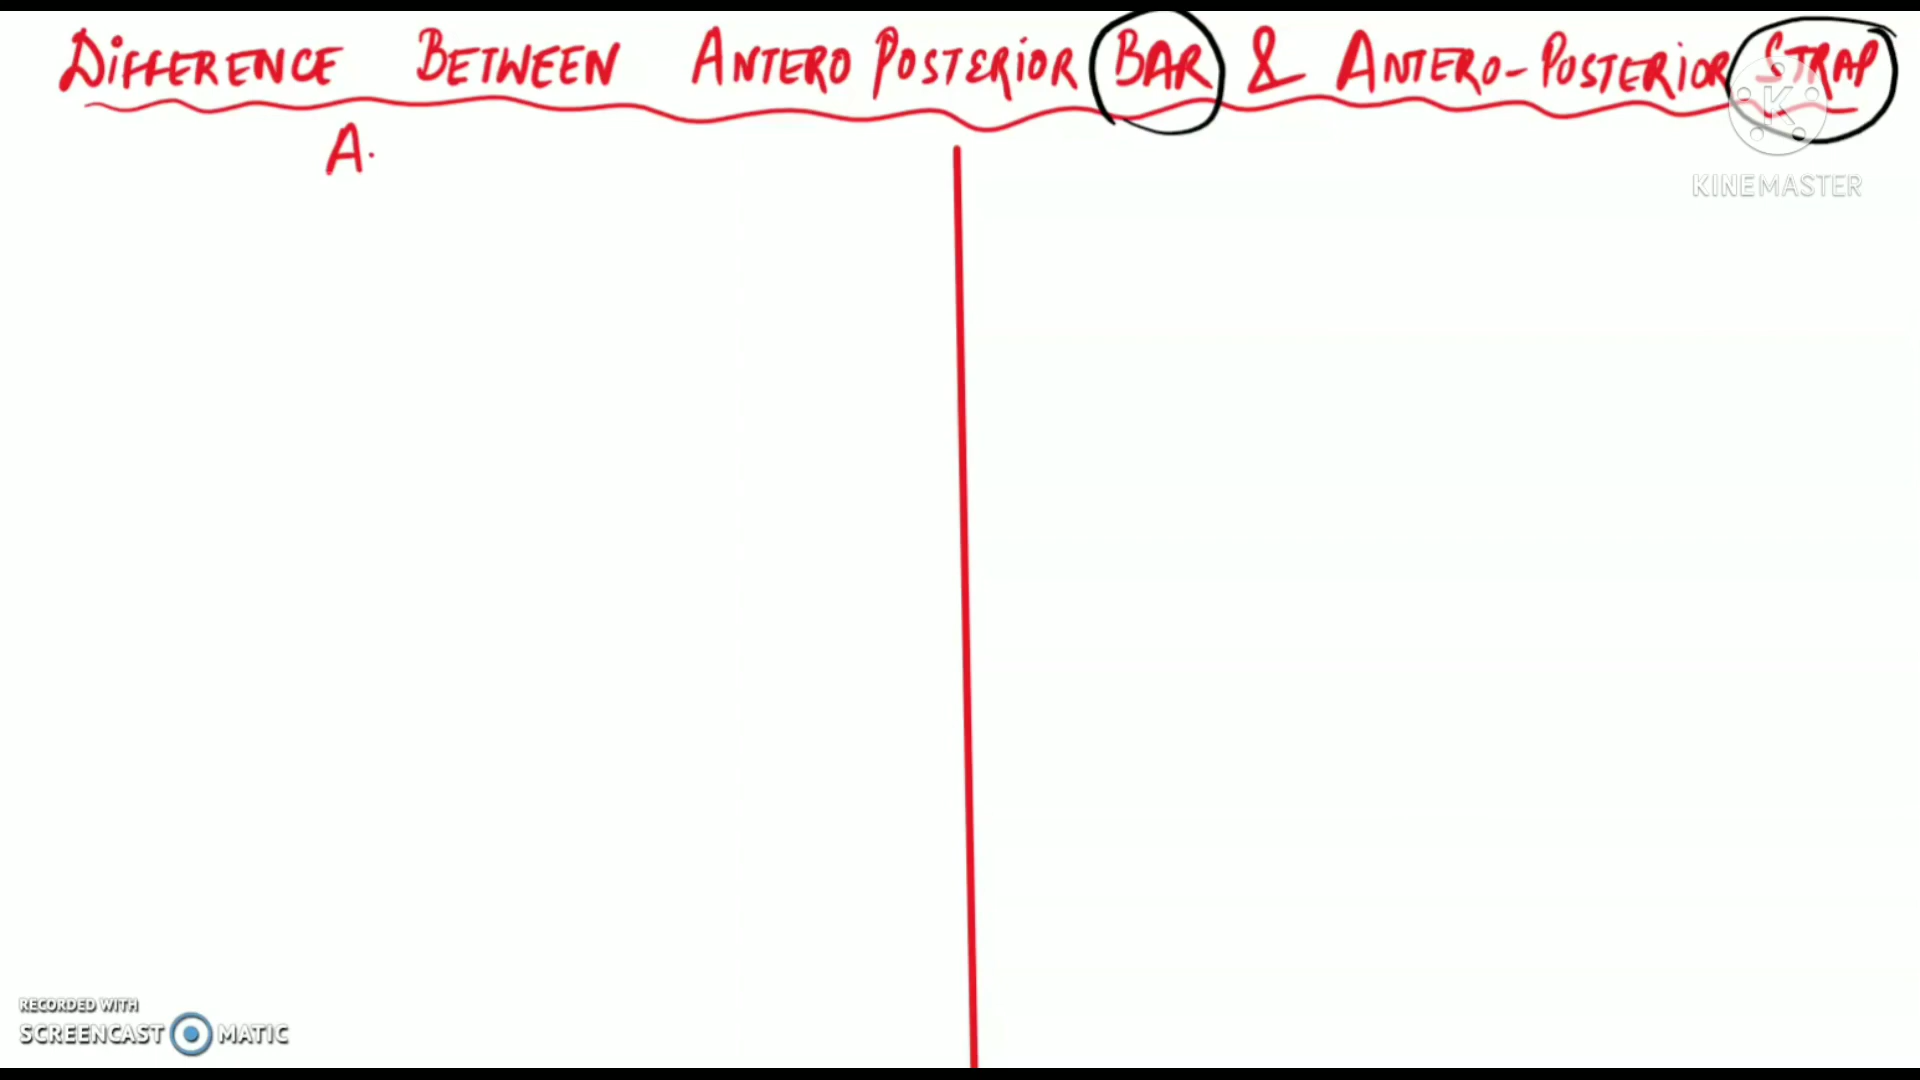 DIFFERENCE BETWEEN ANTERO POSTERIOR BAR & ANTERO-POSTERIOR STRAP
A.
K
KINEMASTER
RECORDED WITH
SCREENCAST MATIC